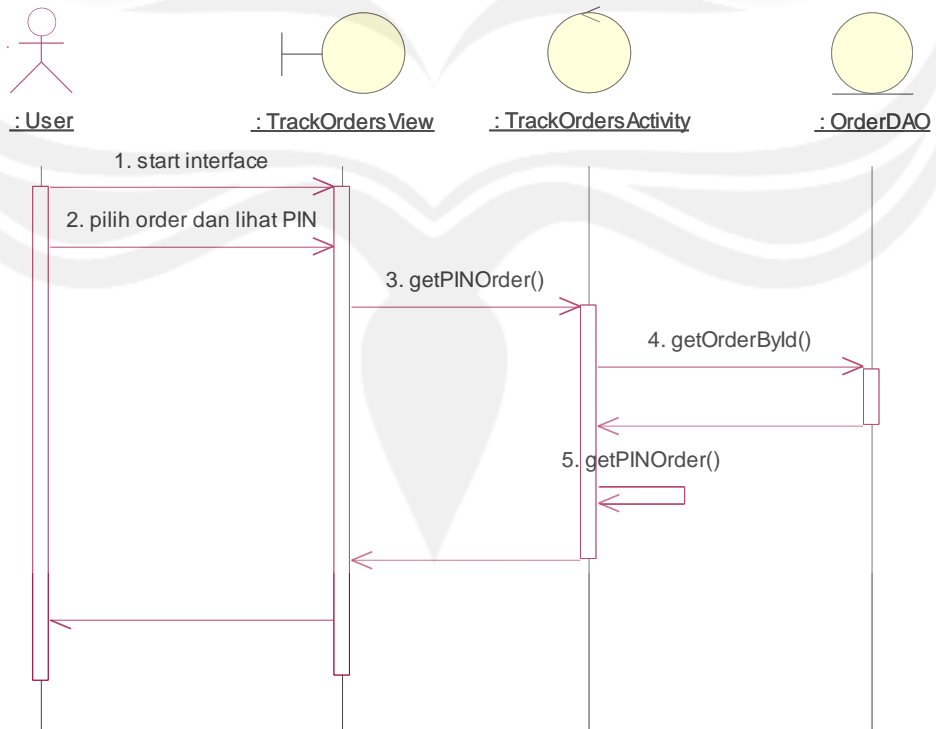 : User
: TrackOrdersView
: TrackOrdersActivity
: OrderDAO
1. start interface
2. pilih order dan lihat PIN
3. getPINOrder()
4. getOrderById()
5. getPINOrder()